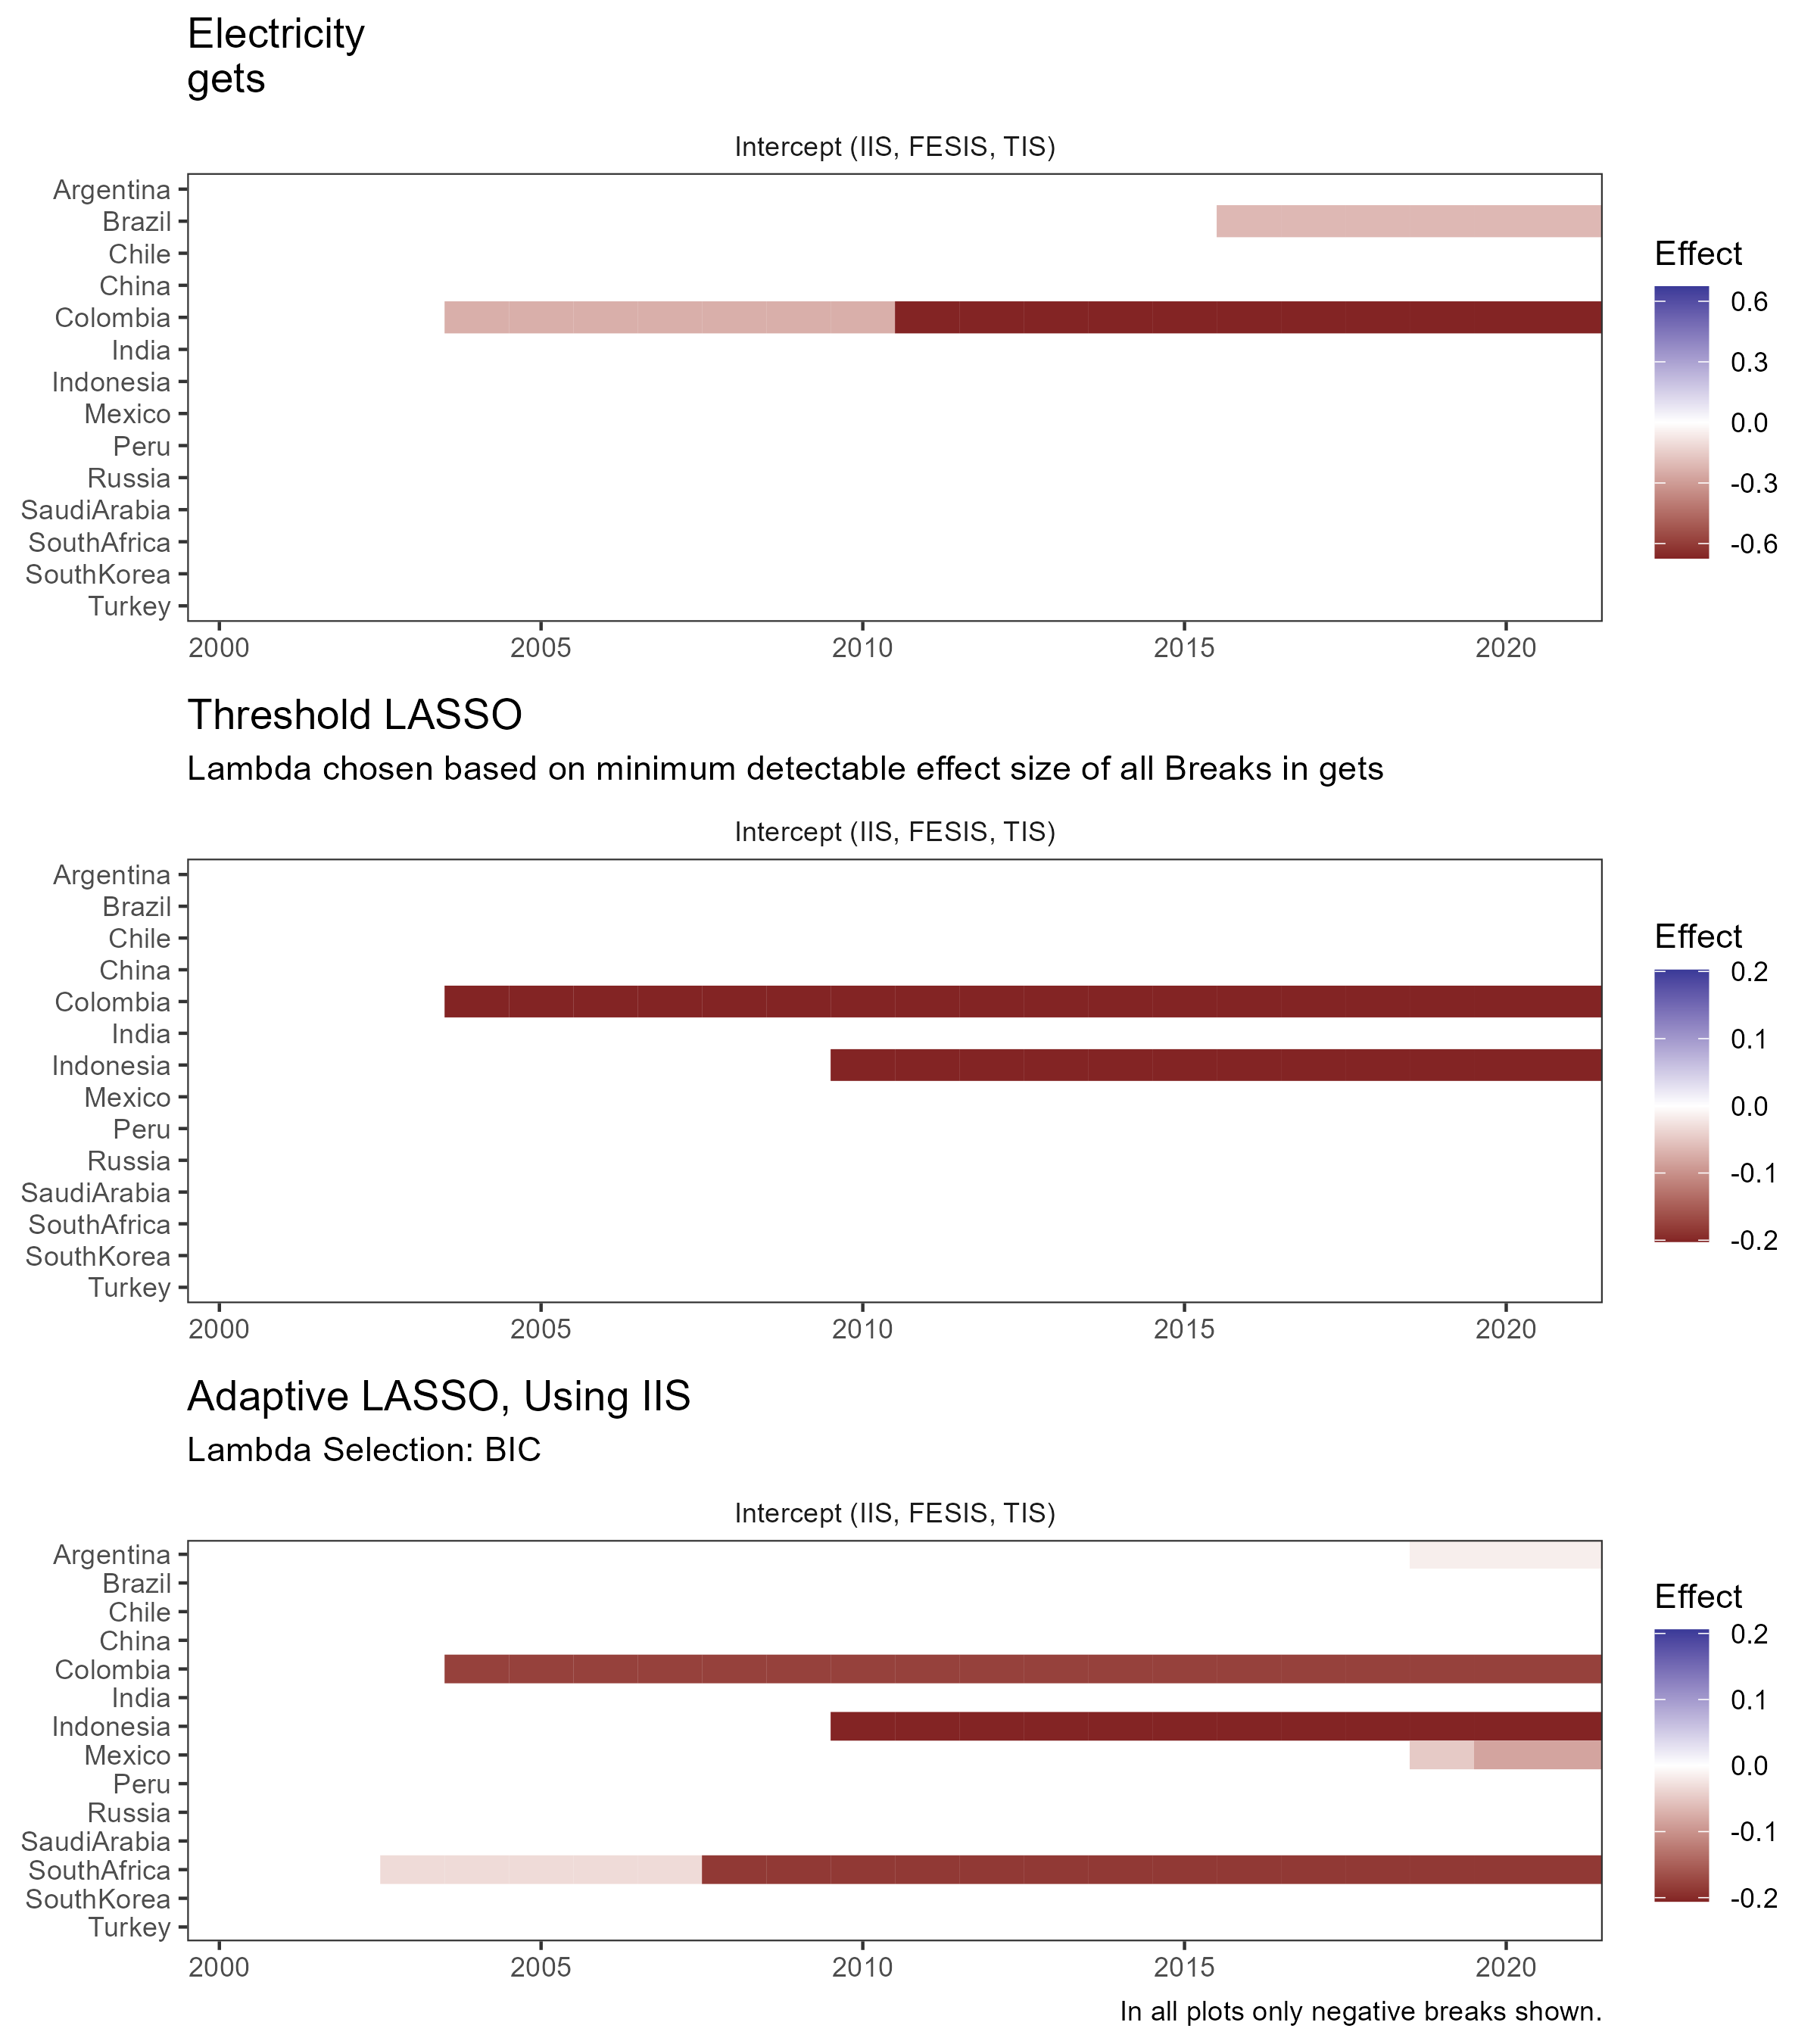 Electricity
gets
Intercept (IIS, FESIS, TIS)
Argentina
Brazil
Chile
China
Colombia
India
Indonesia
Mexico
Peru
Russia
SaudiArabia
SouthAfrica
SouthKorea
Turkey
2000 2005 2010 2015 2020
Effect
0.6
0.3
0.0
-0.3
-0.6
Threshold LASSO
Lambda chosen based on minimum detectable effect size of all Breaks in gets
Intercept (IIS, FESIS, TIS)
Argentina
Brazil
Chile
China
Colombia
India
Indonesia
Mexico
Peru
Russia
SaudiArabia
SouthAfrica
SouthKorea
Turkey
2000 2005 2010 2015 2020
Effect
0.2
0.1
0.0
-0.1
-0.2
Adaptive LASSO, Using IIS
Lambda Selection: BIC
Intercept (IIS, FESIS, TIS)
Argentina
Brazil
Chile
China
Colombia
India
Indonesia
Mexico
Peru
Russia
SaudiArabia
SouthAfrica
SouthKorea
Turkey
2000 2005 2010 2015 2020
Effect
0.2
0.1
0.0
-0.1
-0.2
In all plots only negative breaks shown.